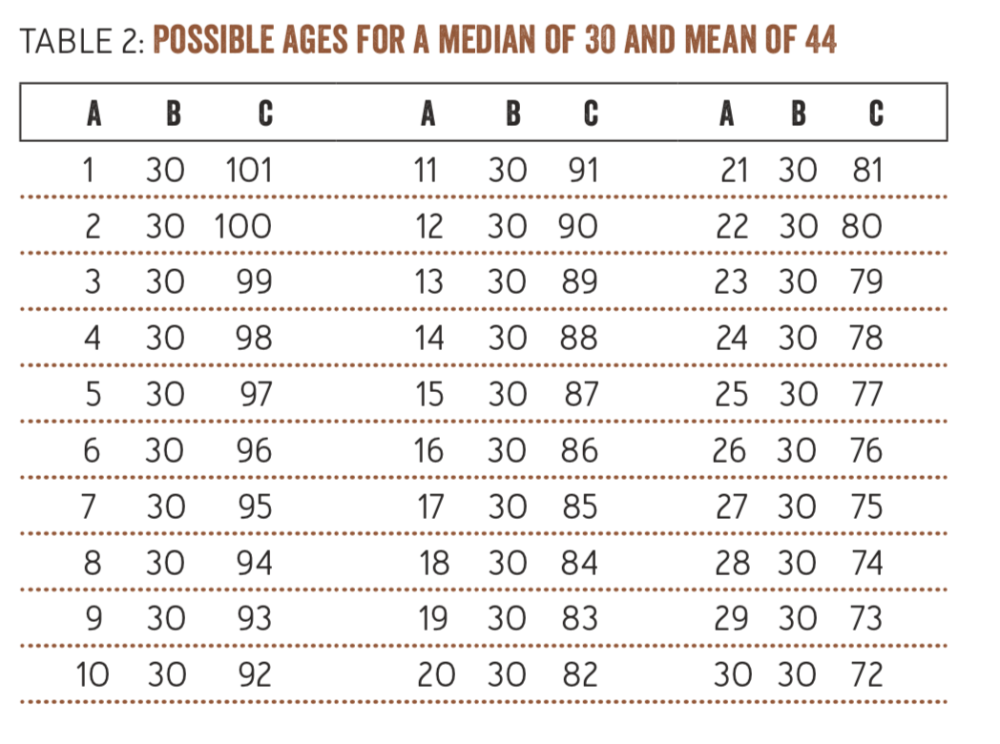 TABLE 2: POSSIBLE AGES FOR A MEDIAN OF 30 AND MEAN OF 44
A B C A B C A B C
1 30 101 11 30 91 21 30 81
2 30 100 12 30 90 22 30 80
3 30 99 13 30 89 23 30 79
4 30 98 14 30 88 24 30 78
5 30 97 15 30 87 25 30 77
6 30 96 16 30 86 26 30 76
7 30 95 17 30 85 27 30 75
8 30 94 18 30 84 28 30 74
9 30 93 19 30 83 29 30 73
10 30 92 20 30 82 30 30 72